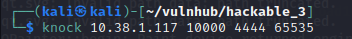 ┌──(kali㉿kali)-[~/vulnhub/hackable_3]
└─$ knock 10.38.1.117 10000 4444 65535